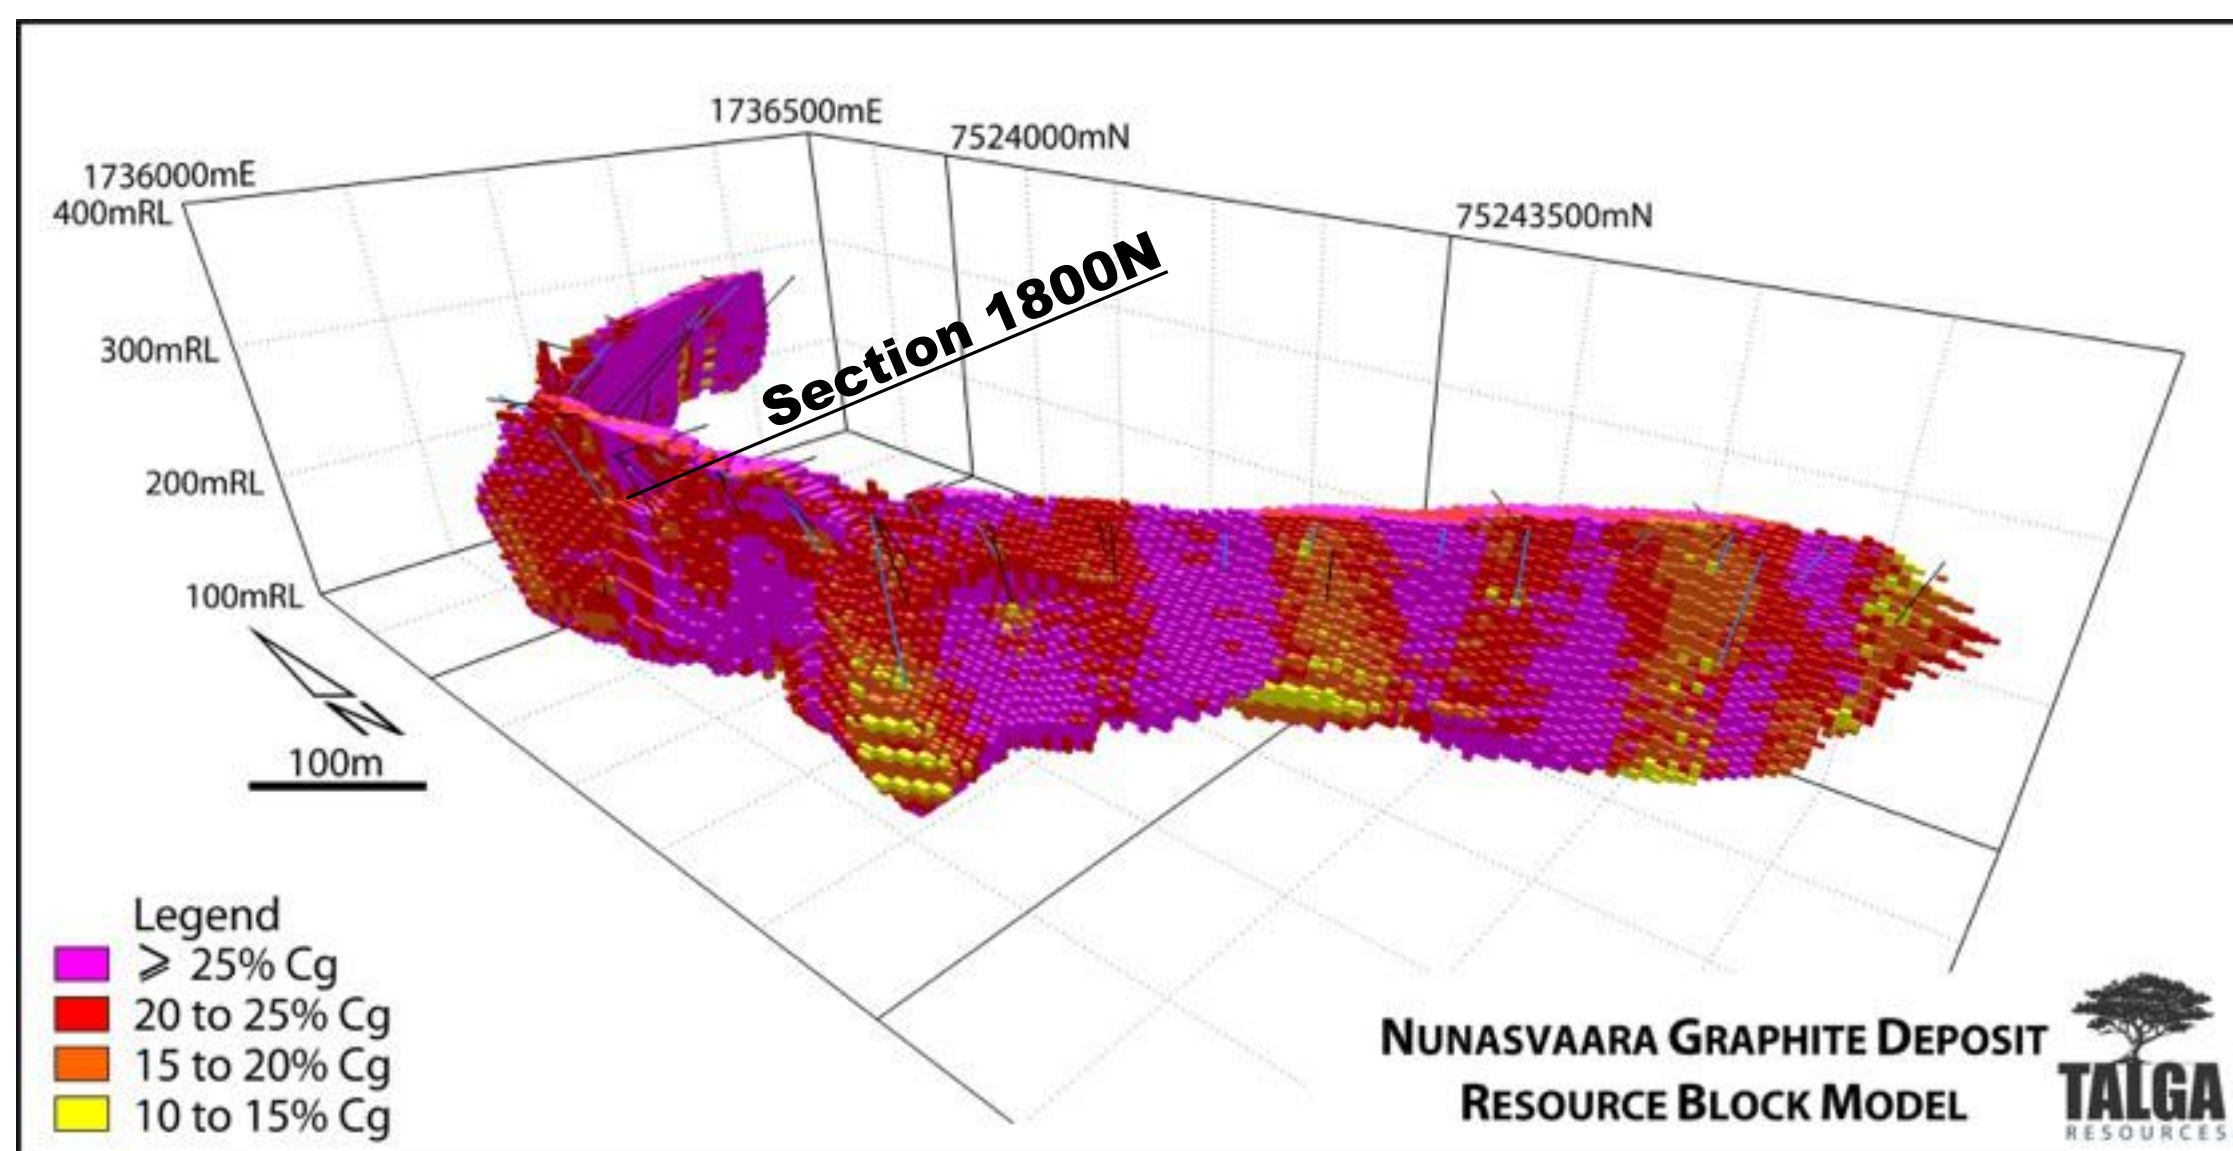 1736500mE
7524000mN
1736000mE
400mRL
75243500mN
Section 1800N
300mRL
200mRL
100mRL
N
100m
Legend
⩾ 25% Cg
20 to 25% Cg
15 to 20% Cg
10 to 15% Cg
NUNASVAARA GRAPHITE DEPOSIT
RESOURCE BLOCK MODEL
TALGA
RESOURCES